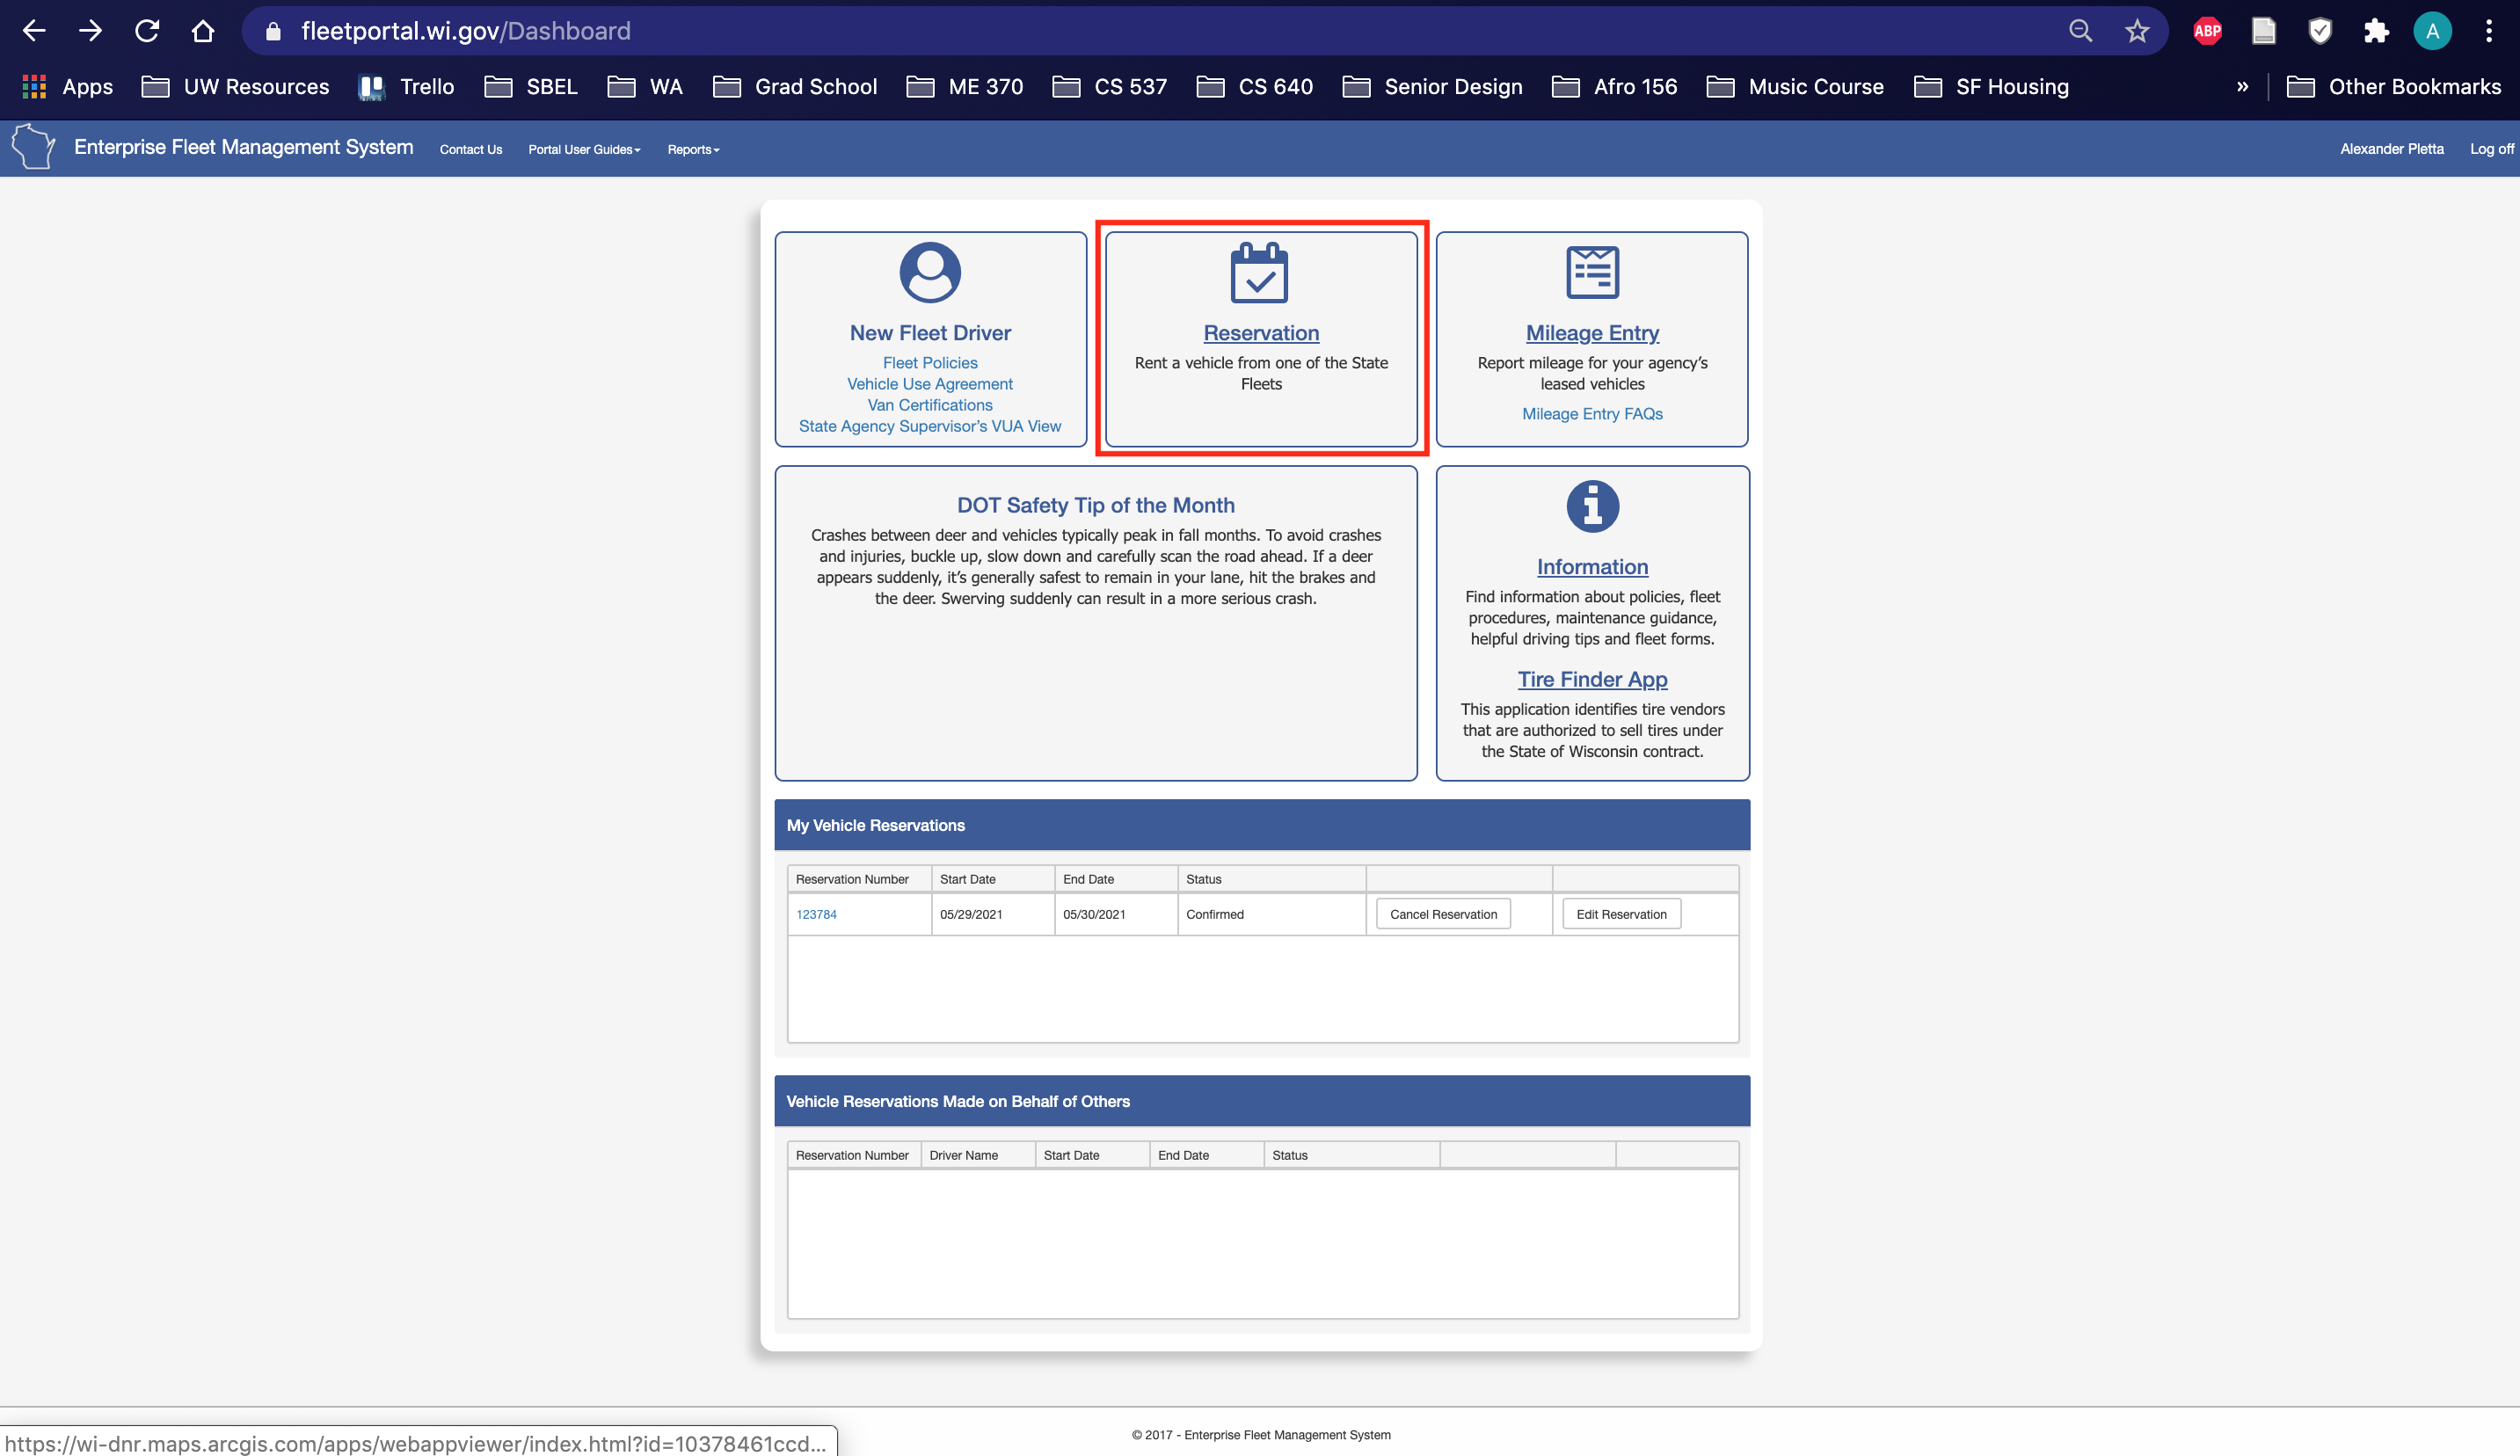 fleetportal.wi.gov/Dashboard
ABP
A
Apps
UW Resources
Trello
SBEL
WA
Grad School
ME 370
CS 537
CS 640
Senior Design
Afro 156
Music Course
SF Housing
»
Other Bookmarks
Enterprise Fleet Management System
Contact Us
Portal User Guides
Reports
Alexander Pletta
Log off
New Fleet Driver
Fleet Policies
Vehicle Use Agreement
Van Certifications
State Agency Supervisor's VUA View
Reservation
Rent a vehicle from one of the State
Fleets
Mileage Entry
Report mileage for your agency's
leased vehicles
Mileage Entry FAQs
DOT Safety Tip of the Month
Crashes between deer and vehicles typically peak in fall months. To avoid crashes
and injuries, buckle up, slow down and carefully scan the road ahead. If a deer
appears suddenly, it's generally safest to remain in your lane, hit the brakes and
the deer. Swerving suddenly can result in a more serious crash.
Information
Find information about policies, fleet
procedures, maintenance guidance,
helpful driving tips and fleet forms.
Tire Finder App
This application identifies tire vendors
that are authorized to sell tires under
the State of Wisconsin contract.
My Vehicle Reservations
Reservation Number Start Date End Date Status
123784 05/29/2021 05/30/2021 Confirmed Cancel Reservation Edit Reservation
Vehicle Reservations Made on Behalf of Others
Reservation Number Driver Name Start Date End Date Status
© 2017 - Enterprise Fleet Management System
https://wi-dnr.maps.arcgis.com/apps/webappviewer/index.html?id=10378461ccd...